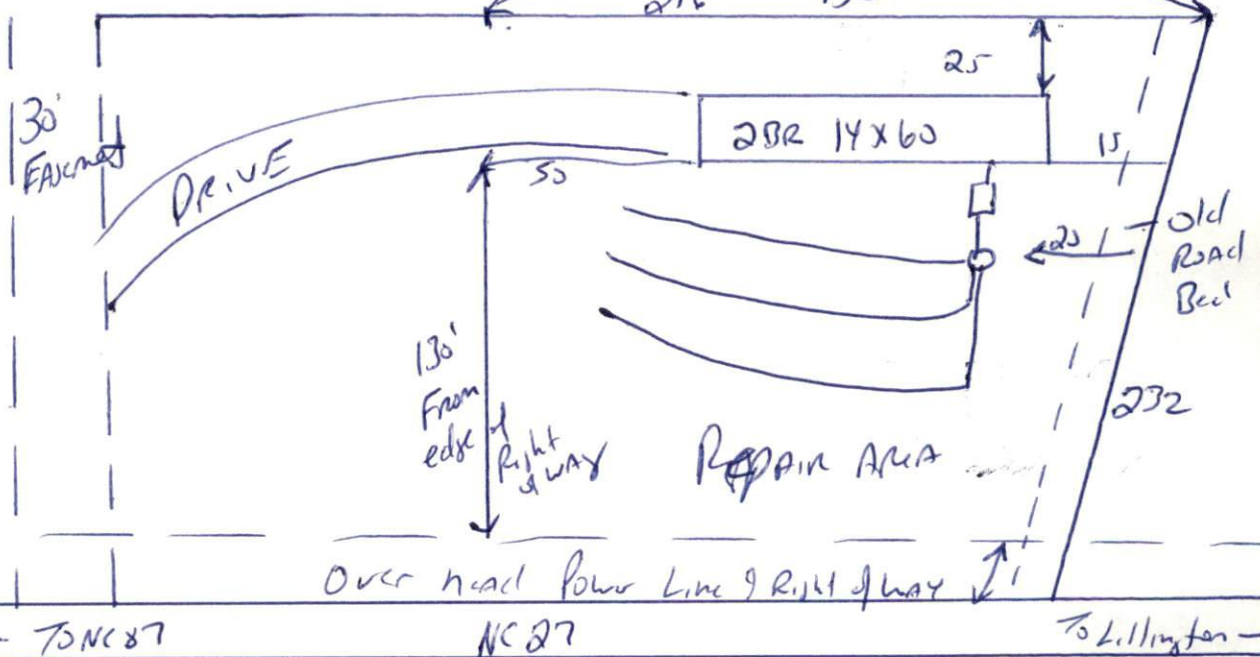 25
30'
Easement
DRIVE
2BR 14X60
15
50
20
Old
Road
Bed
130'
From
edge of
Right
of way
232
Repair Area
Over head Power Line & Right of way
To NC 87
NC 27
To Lillington